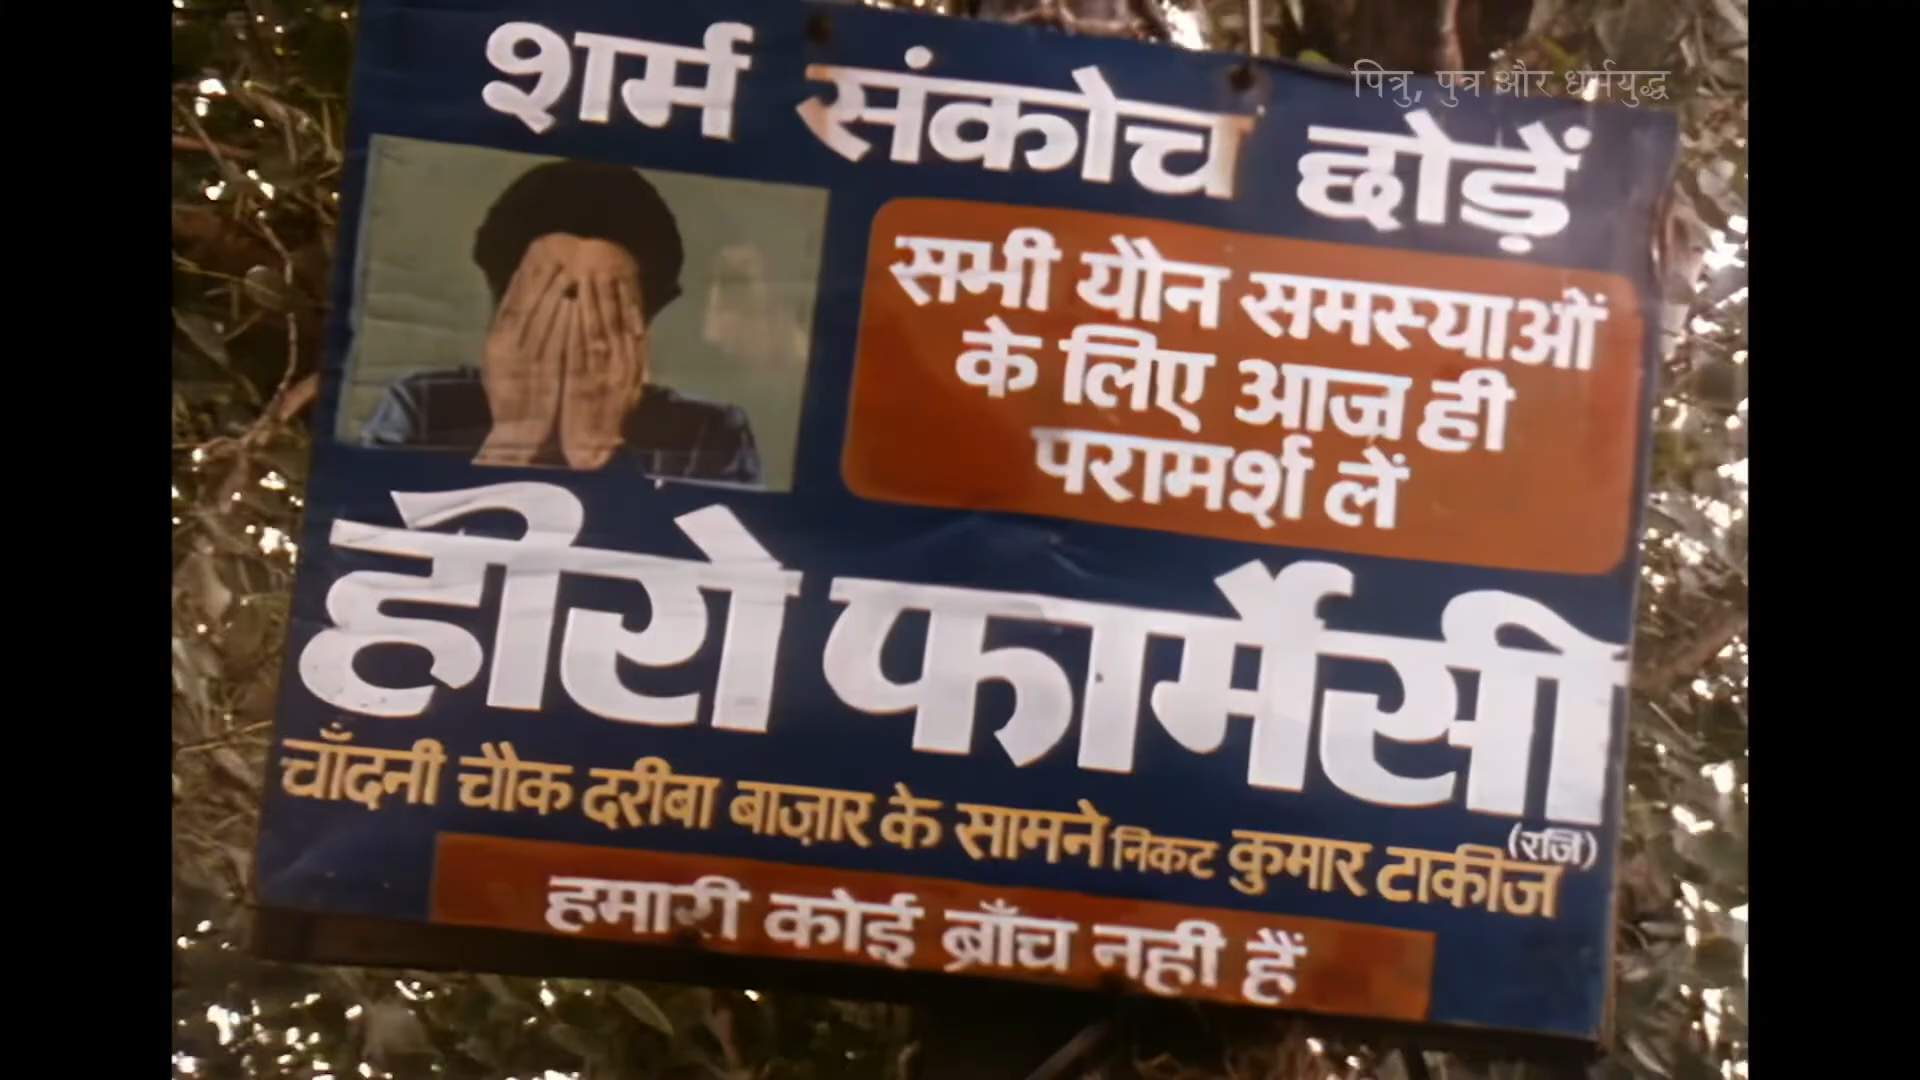 पित्रु, पुत्र और धर्मयुद्ध
शर्म संकोच छोड़ें
सभी यौन समस्याओं
के लिए आज ही
परामर्श लें
हीरो फार्मेसी
(रजि)
चाँदनी चौक दरीबा बाज़ार के सामने निकट कुमार टाकीज
हमारी कोई ब्राँच नही हैं